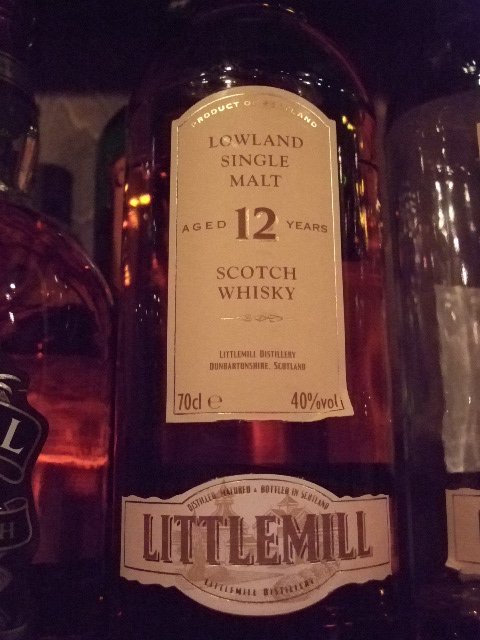 PRODUCT OF SCOTLAND
LOWLAND
SINGLE
MALT
AGED 12 YEARS
SCOTCH
WHISKY
LITTLEMILL DISTILLERY
DUNBARTONSHIRE, SCOTLAND
70cl e 40%vol
DISTILLED, MATURED & BOTTLED IN SCOTLAND
LITTLEMILL
LITTLEMILL DISTILLERY
L
H